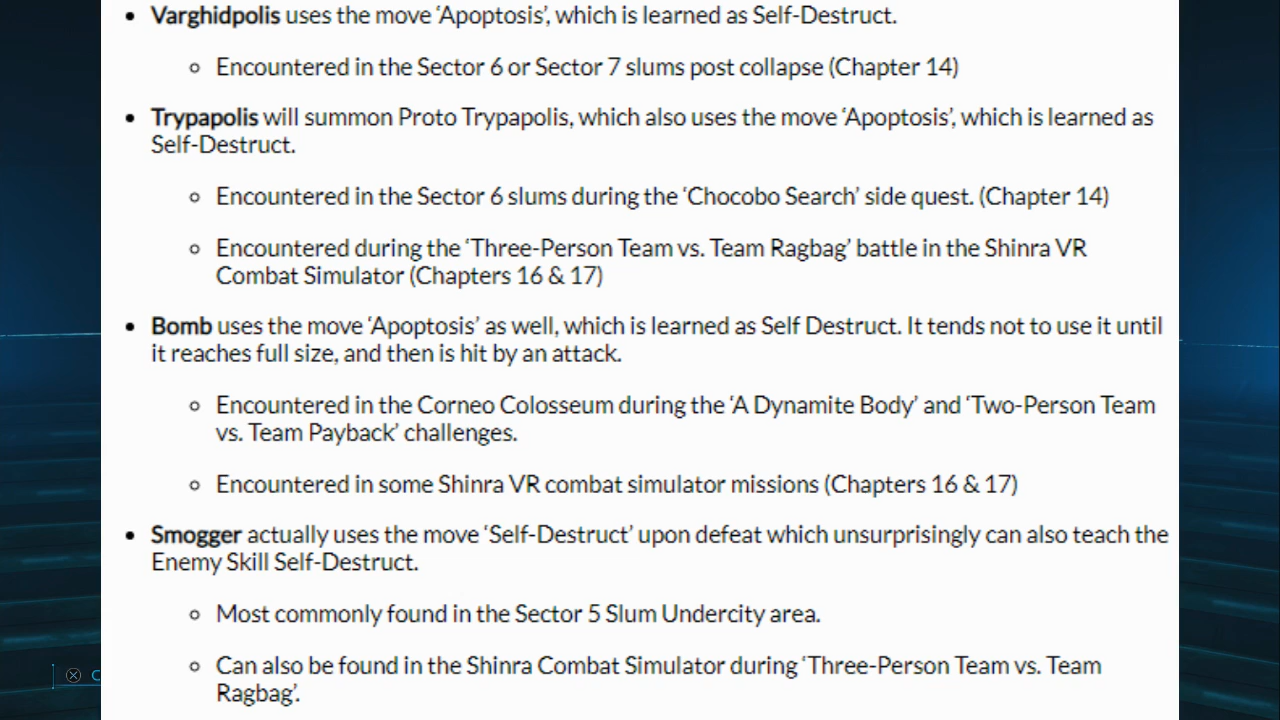 Varghidpolis uses the move ‘Apoptosis’, which is learned as Self-Destruct.
Encountered in the Sector 6 or Sector 7 slums post collapse (Chapter 14)
Trypapolis will summon Proto Trypapolis, which also uses the move ‘Apoptosis’, which is learned as
Self-Destruct.
Encountered in the Sector 6 slums during the ‘Chocobo Search’ side quest. (Chapter 14)
Encountered during the ‘Three-Person Team vs. Team Ragbag’ battle in the Shinra VR
Combat Simulator (Chapters 16 & 17)
Bomb uses the move ‘Apoptosis’ as well, which is learned as Self Destruct. It tends not to use it until
it reaches full size, and then is hit by an attack.
Encountered in the Corneo Colosseum during the ‘A Dynamite Body’ and ‘Two-Person Team
vs. Team Payback’ challenges.
Encountered in some Shinra VR combat simulator missions (Chapters 16 & 17)
Smogger actually uses the move ‘Self-Destruct’ upon defeat which unsurprisingly can also teach the
Enemy Skill Self-Destruct.
Most commonly found in the Sector 5 Slum Undercity area.
Can also be found in the Shinra Combat Simulator during ‘Three-Person Team vs. Team
Ragbag’.